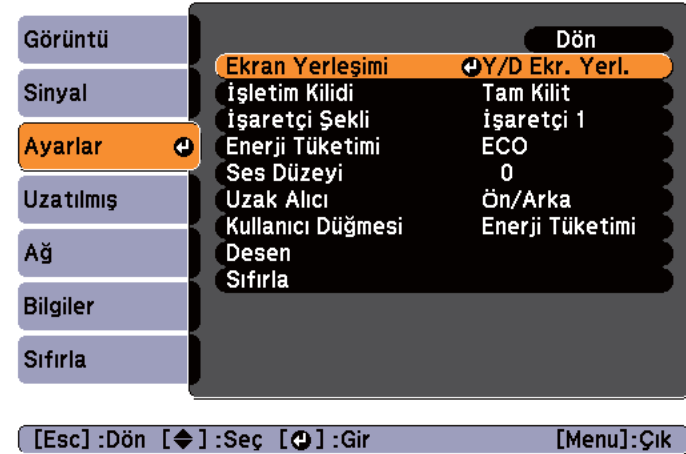 Görüntü
Sinyal
Ayarlar
Uzatılmış
Ağ
Bilgiler
Sıfırla
Dön
Ekran Yerleşimi Y/D Ekr. Yerl.
İşletim Kilidi Tam Kilit
İşaretçi Şekli İşaretçi 1
Enerji Tüketimi ECO
Ses Düzeyi 0
Uzak Alıcı Ön/Arka
Kullanıcı Düğmesi Enerji Tüketimi
Desen
Sıfırla
[Esc] :Dön [◆] :Seç [↵] :Gir [Menu]:Çık